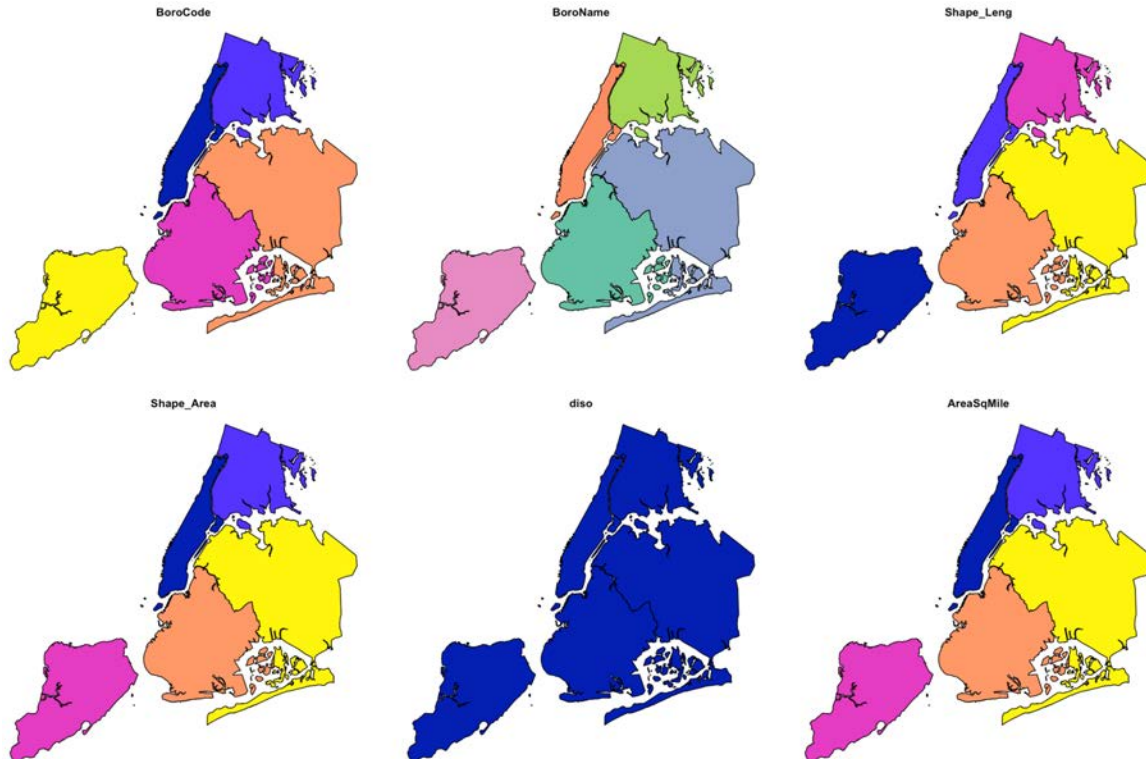 BoroCode
BoroName
Shape_Leng
Shape_Area
diso
AreaSqMile